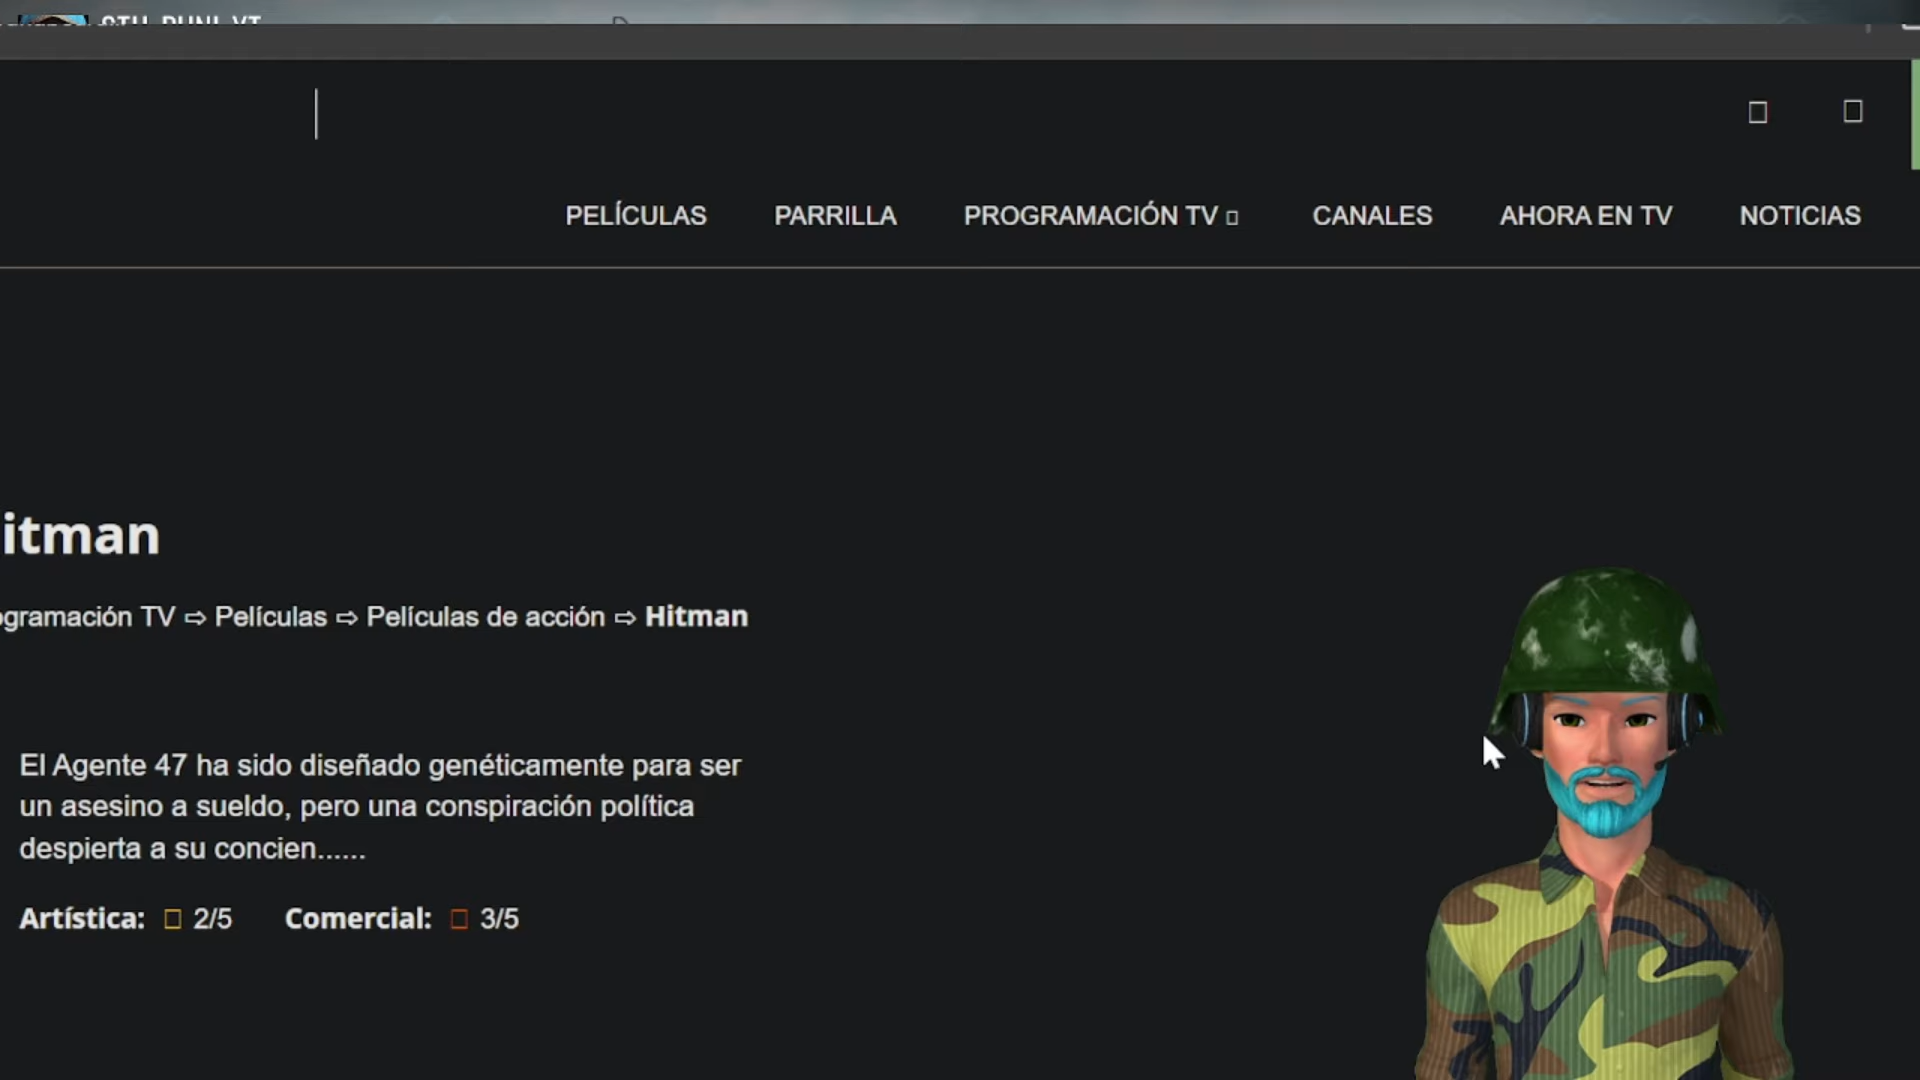 PELÍCULAS PARRILLA PROGRAMACIÓN TV CANALES AHORA EN TV NOTICIAS
itman
ogramación TV ⇨ Películas ⇨ Películas de acción ⇨ Hitman
El Agente 47 ha sido diseñado genéticamente para ser
un asesino a sueldo, pero una conspiración política
despierta a su concien......
Artística: 2/5 Comercial: 3/5